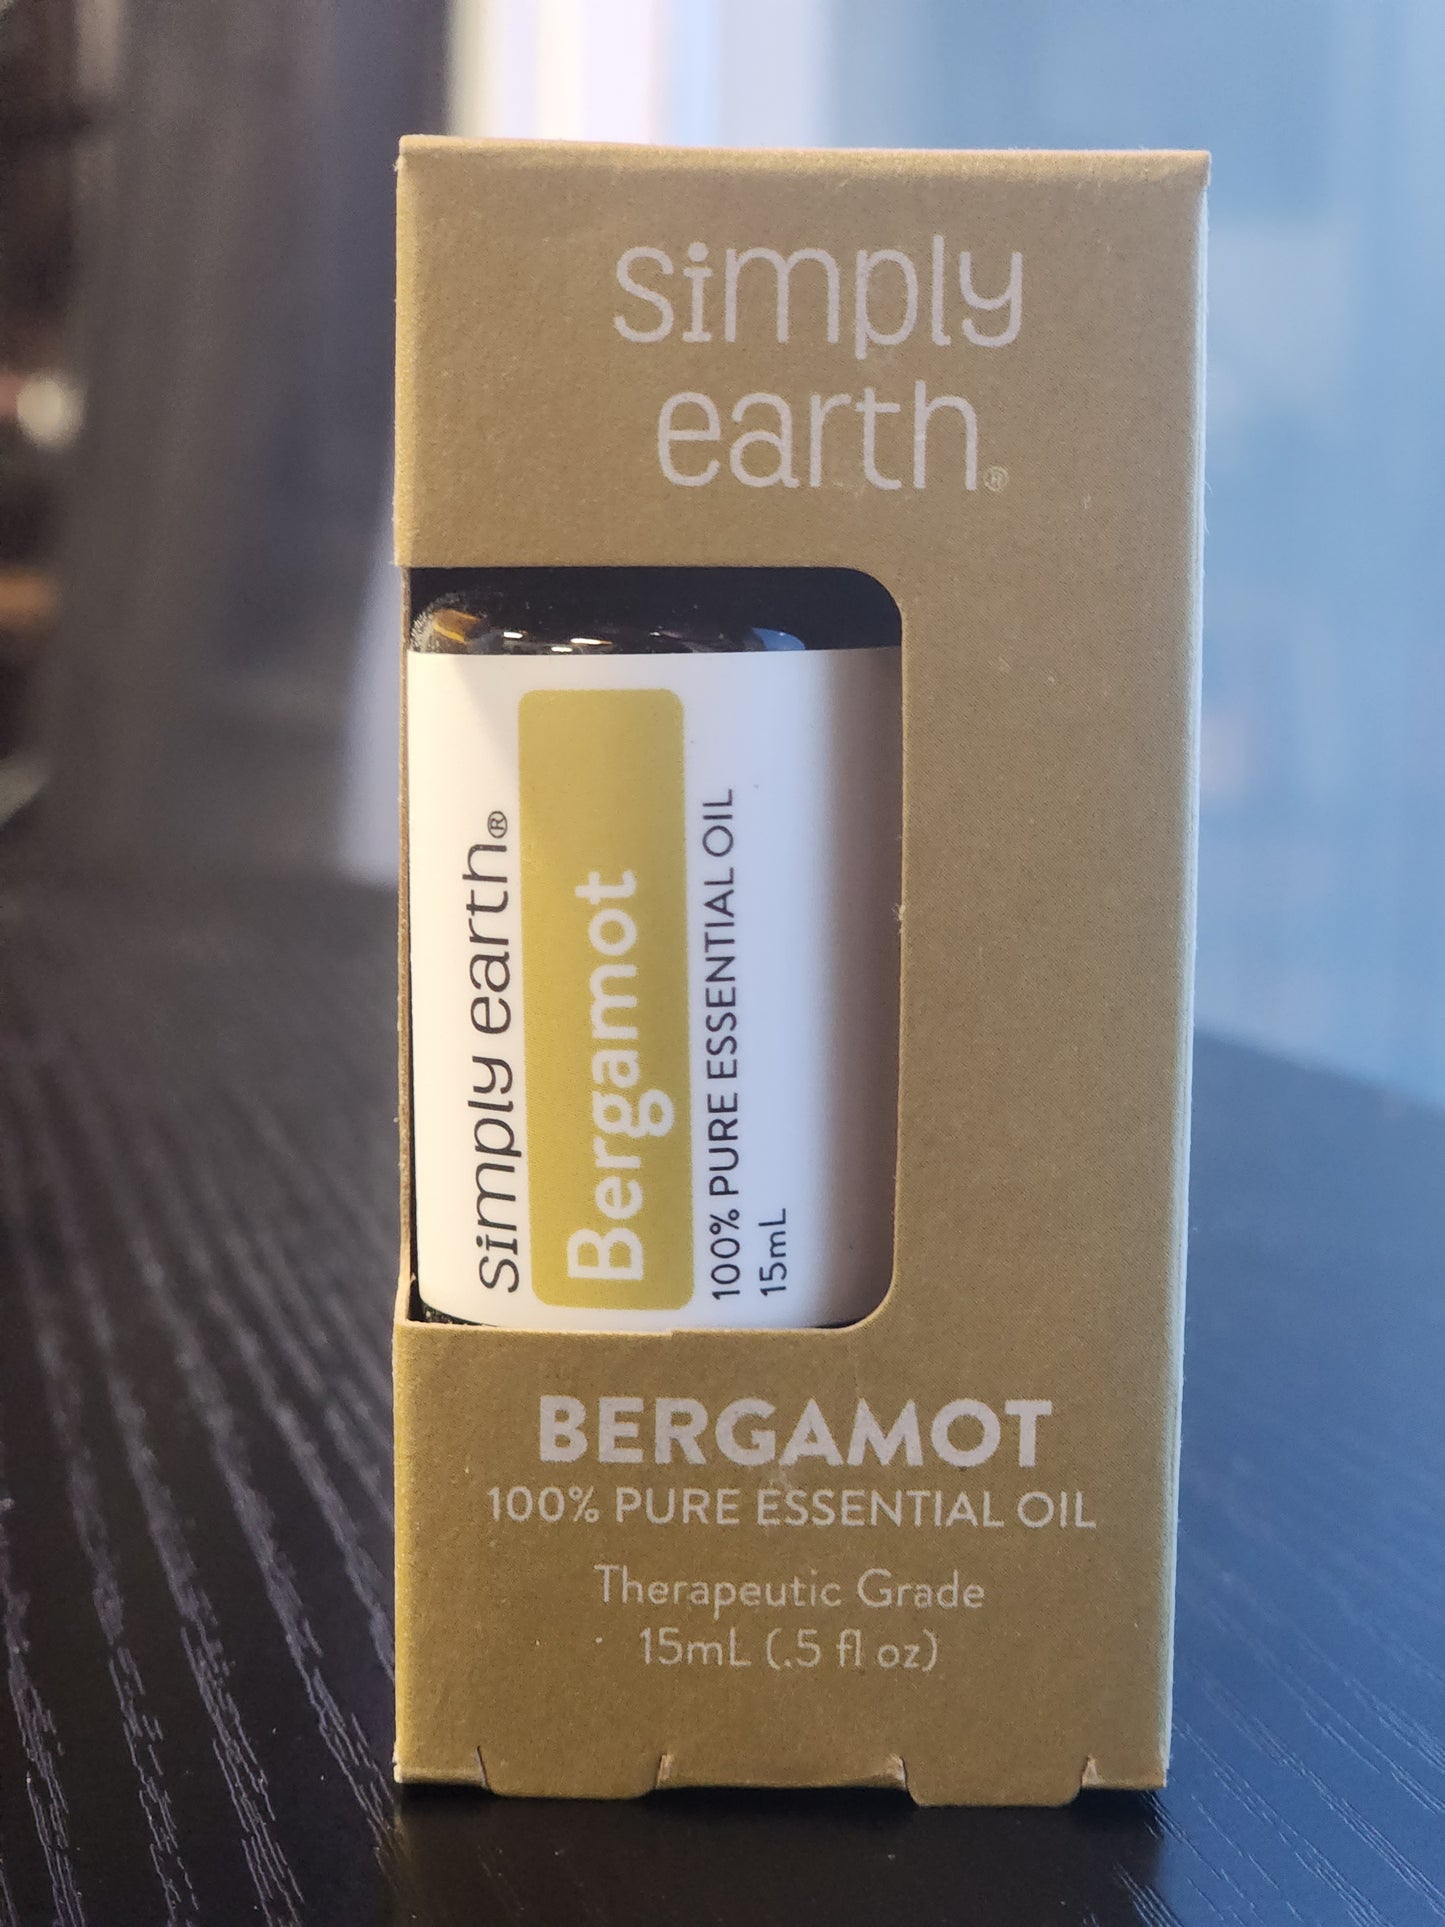 simply
earth®
simply earth®
Bergamot
100% PURE ESSENTIAL OIL
15mL
BERGAMOT
100% PURE ESSENTIAL OIL
Therapeutic Grade
15mL (.5 fl oz)